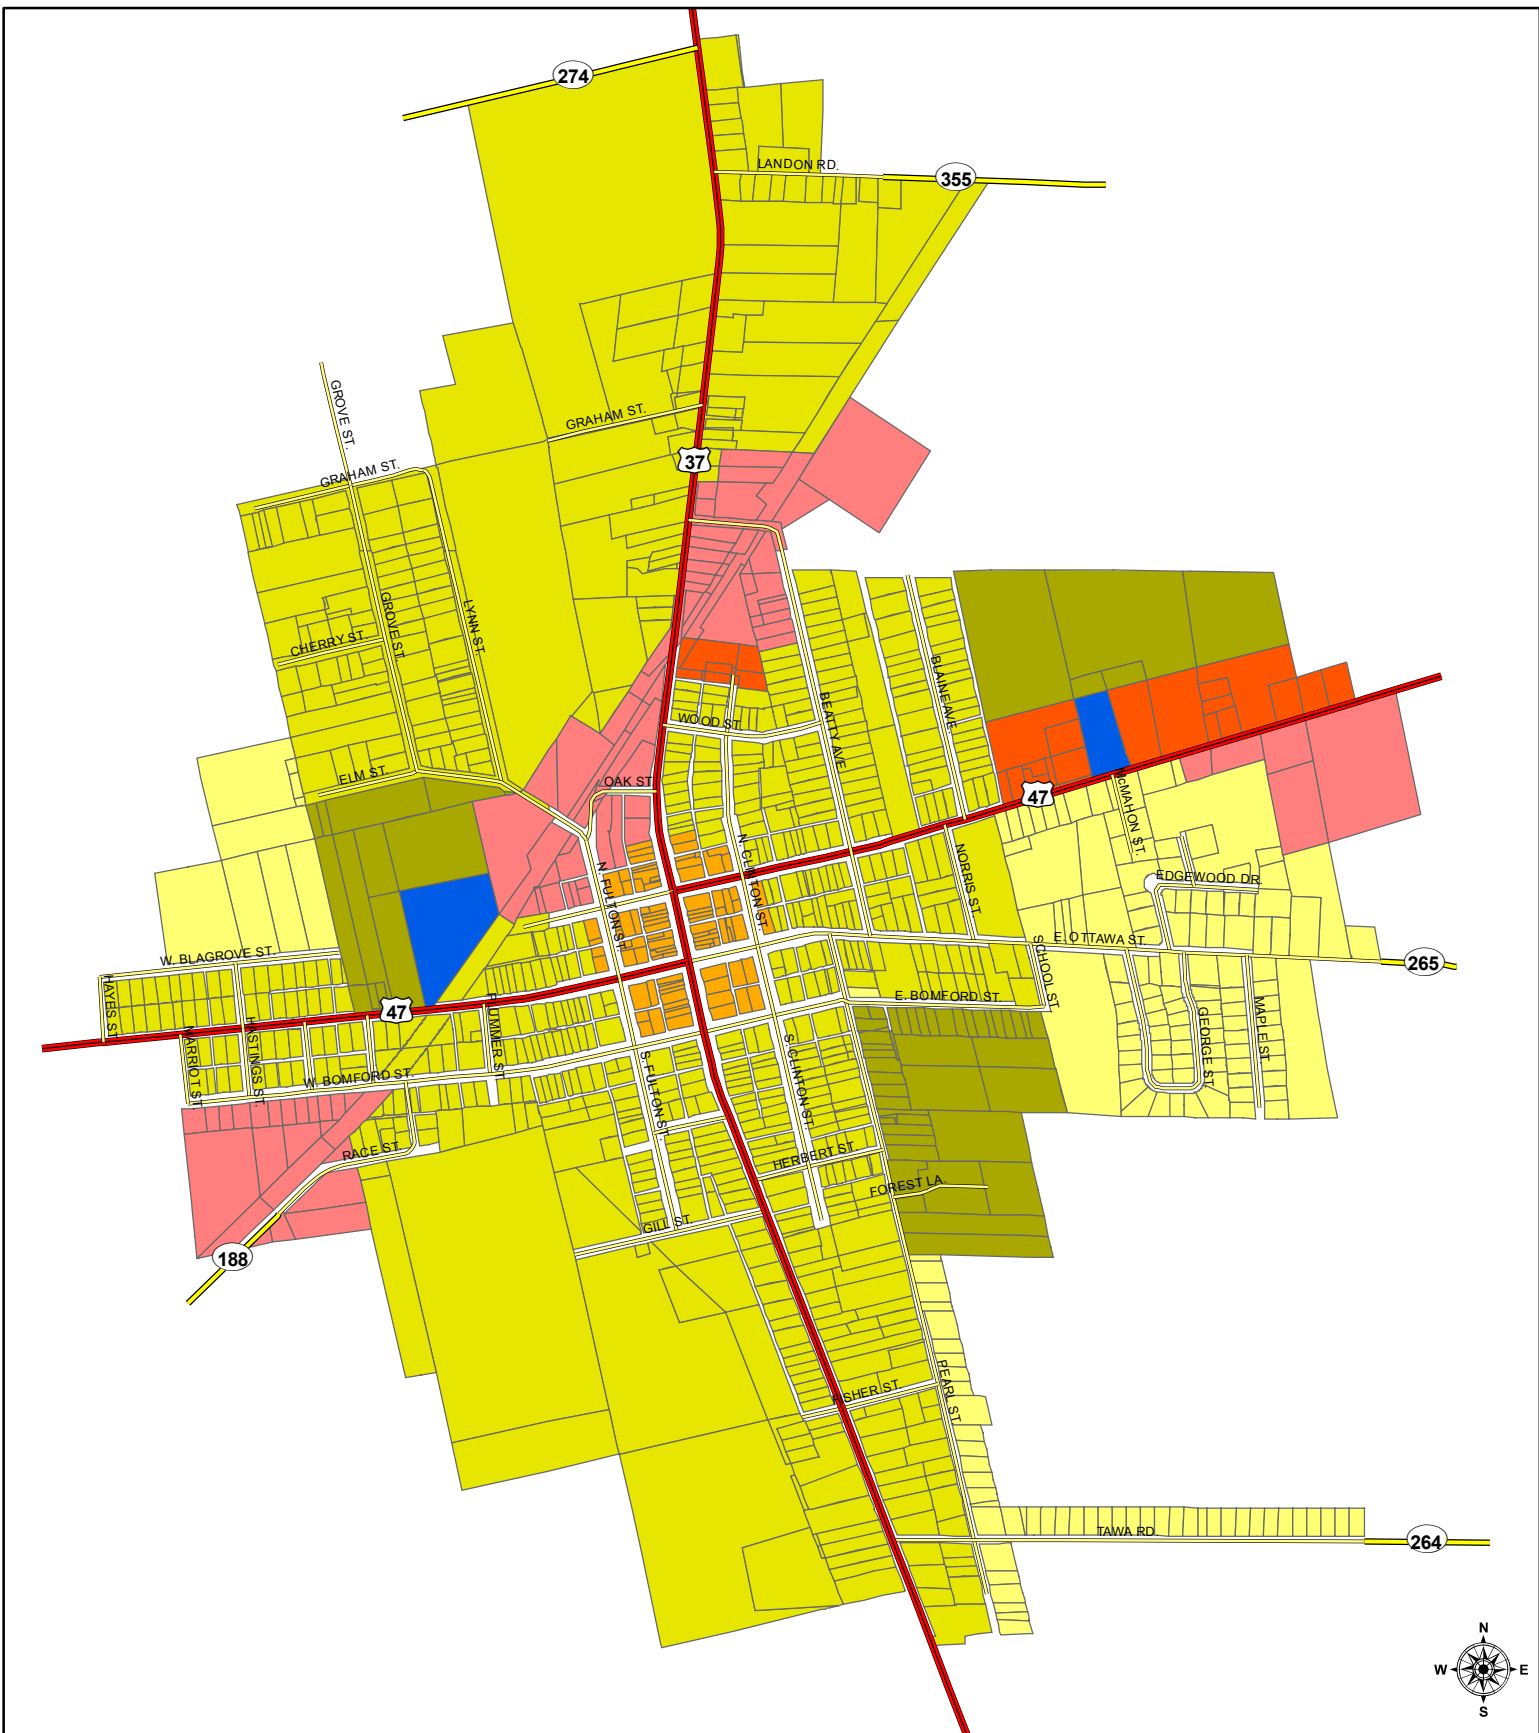 274
LANDON RD.
355
GROVE ST.
GRAHAM ST.
37
GRAHAM ST.
GROVE ST.
LYNN ST.
CHERRY ST.
BLAINE AVE
BEATTY AVE
WOOD ST.
ELM ST.
OAK ST.
47
McMAHON ST.
N. FULTON ST.
N. CLINTON ST.
NORRIS ST.
EDGEWOOD DR.
W. BLAGROVE ST.
E. OTTAWA ST.
265
SCHOOL ST.
HAYES ST.
PLUMMER ST.
E. BOMFORD ST.
47
MARRIOT ST.
HASTINGS ST.
GEORGE ST.
MAPLE ST.
W. BOMFORD ST.
S. FULTON ST.
S. CLINTON ST.
RACE ST.
HERBERT ST.
FOREST LA.
GILL ST.
188
FISHER ST.
PEARL ST.
TAWA RD.
264
N
W E
S